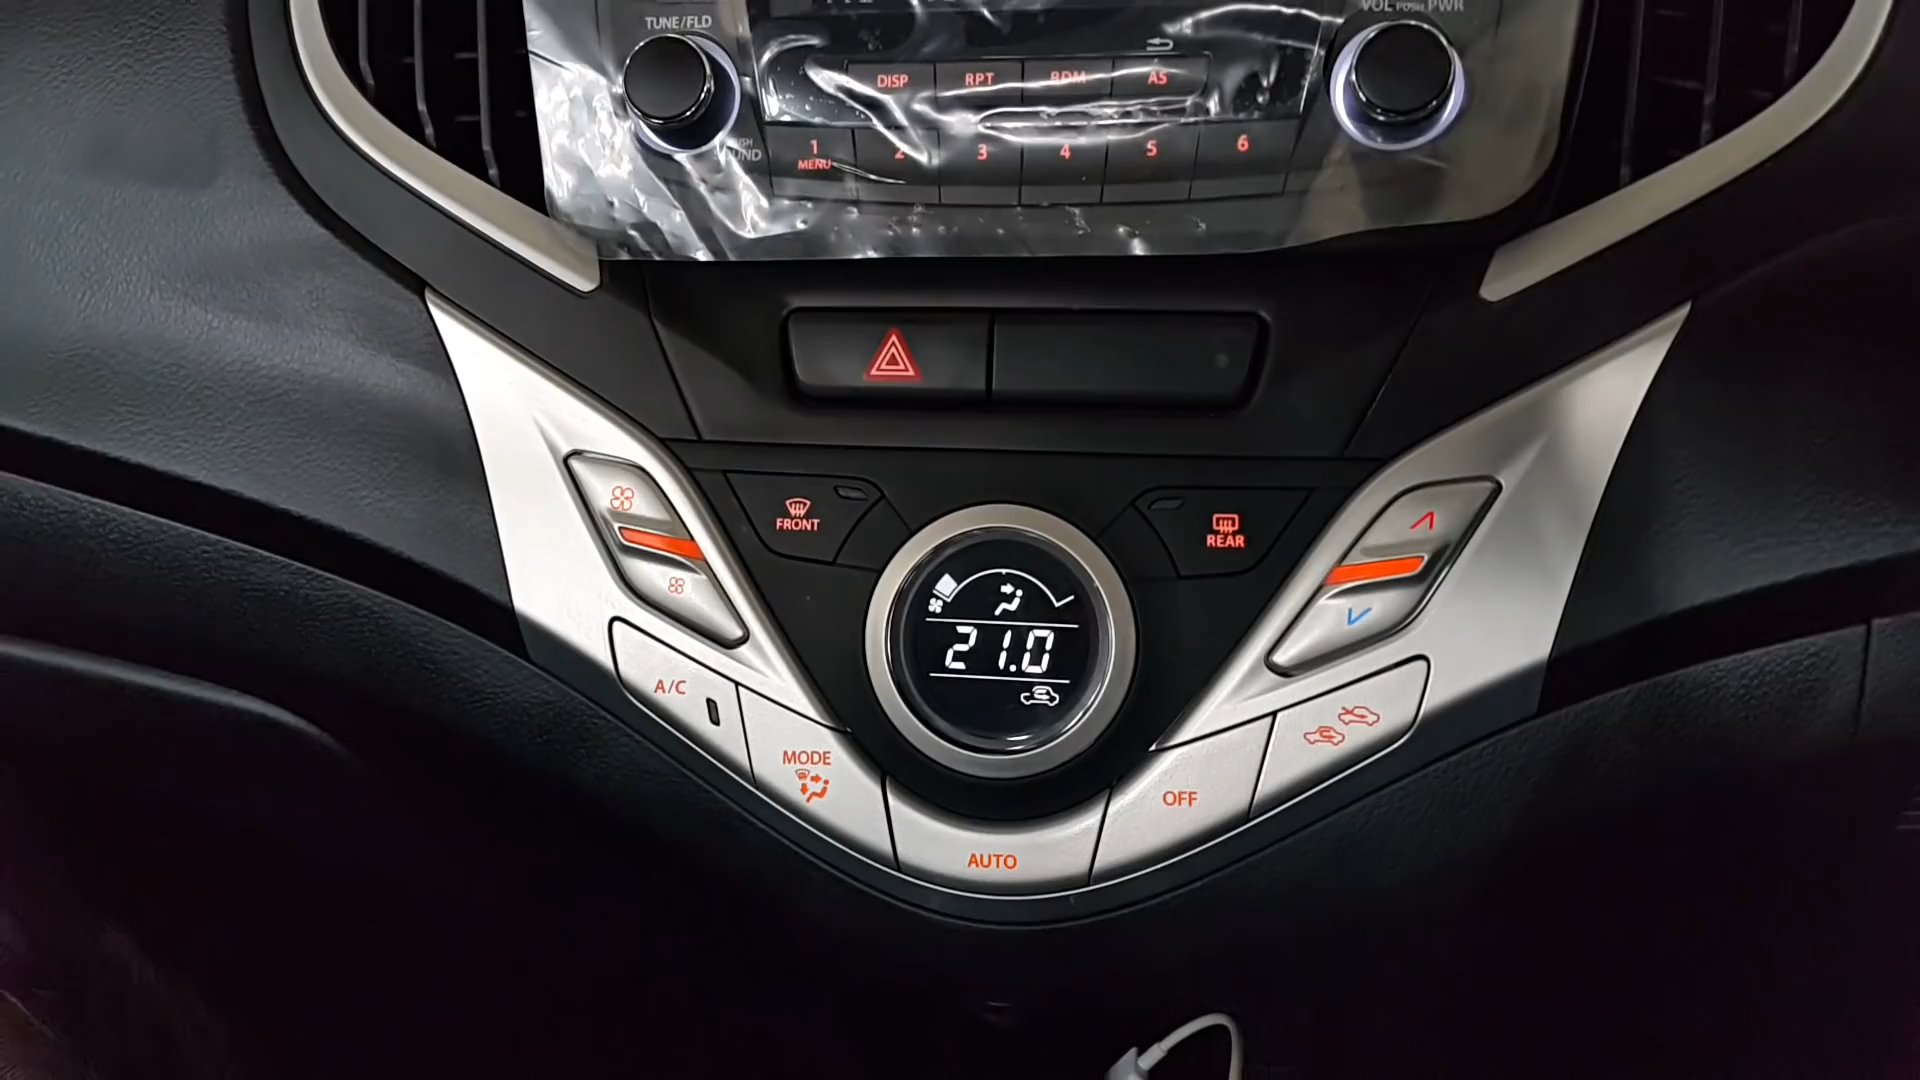 TUNE/FLD
VOL PUSH PWR
DISP RPT RDM AS
1 2 3 4 5 6
MENU
SOUND
FRONT
REAR
21.0
A/C
MODE
OFF
AUTO